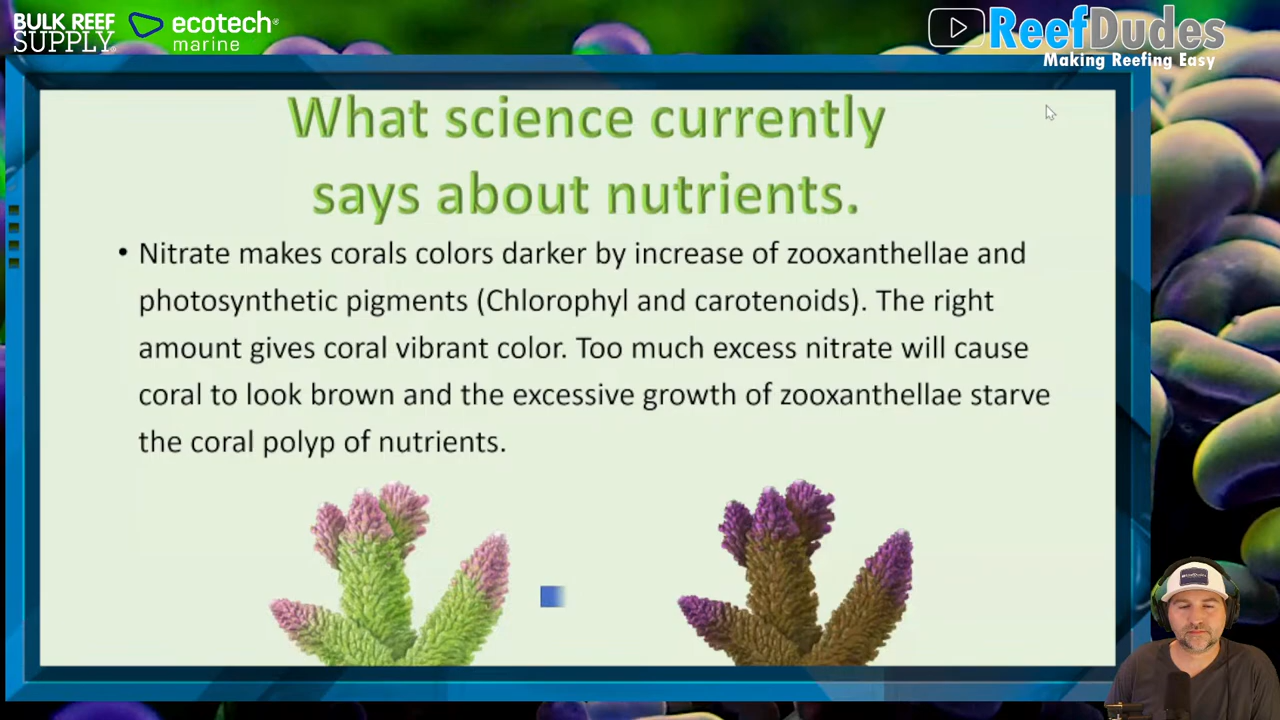 BULK REEF
SUPPLY
ecotech
marine
ReefDudes
Making Reefing Easy
What science currently
says about nutrients.
• Nitrate makes corals colors darker by increase of zooxanthellae and
photosynthetic pigments (Chlorophyl and carotenoids). The right
amount gives coral vibrant color. Too much excess nitrate will cause
coral to look brown and the excessive growth of zooxanthellae starve
the coral polyp of nutrients.